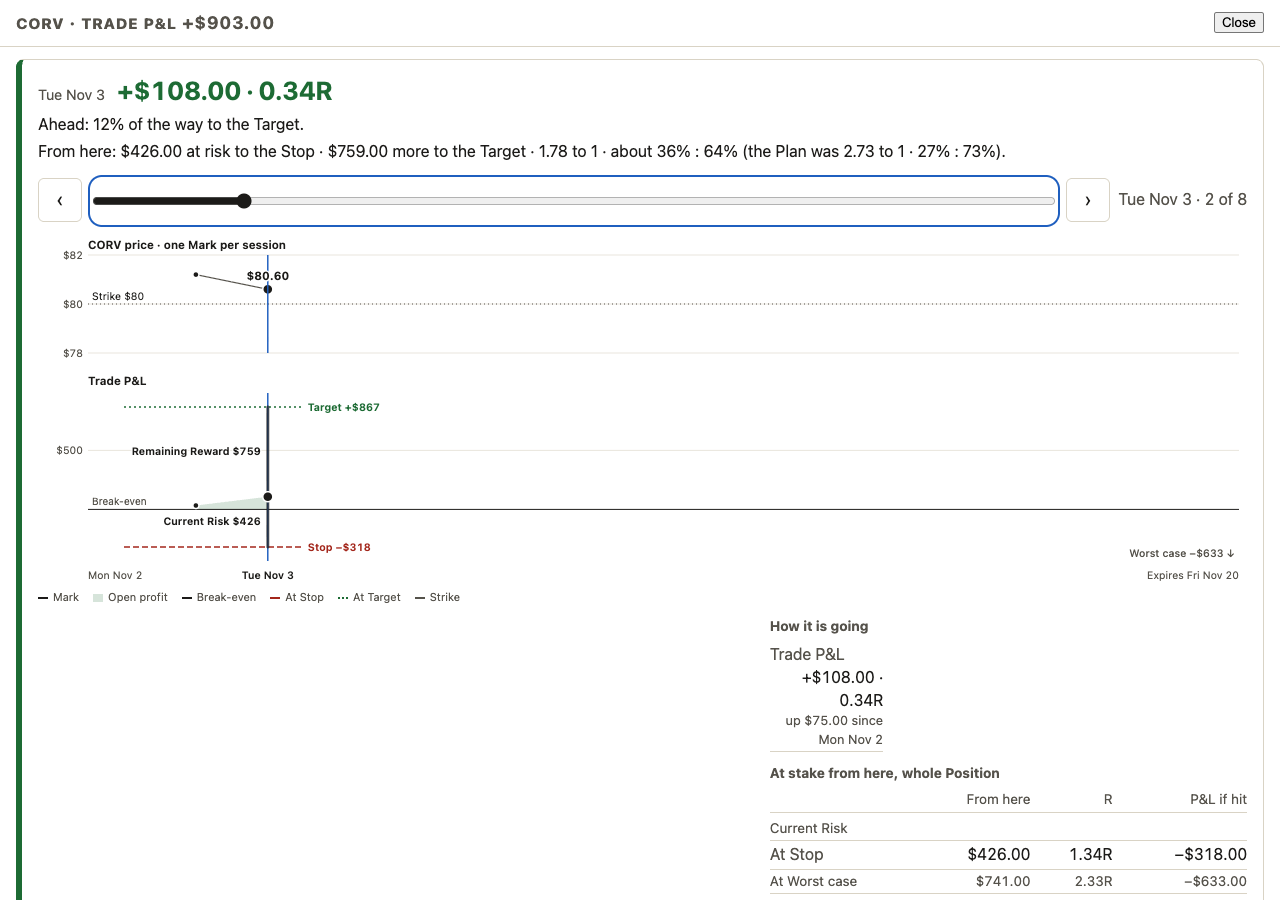 CORV · TRADE P&L +$903.00
Close
Tue Nov 3 +$108.00 · 0.34R
Ahead: 12% of the way to the Target.
From here: $426.00 at risk to the Stop · $759.00 more to the Target · 1.78 to 1 · about 36% : 64% (the Plan was 2.73 to 1 · 27% : 73%).
‹ › Tue Nov 3 · 2 of 8
CORV price · one Mark per session
$82
$80.60
Strike $80
$80
$78
Trade P&L
Target +$867
$500
Remaining Reward $759
Break-even
Current Risk $426
Stop −$318
Worst case −$633 ↓
Mon Nov 2
Tue Nov 3
Expires Fri Nov 20
Mark Open profit Break-even At Stop At Target Strike
How it is going
Trade P&L
+$108.00 ·
0.34R
up $75.00 since
Mon Nov 2
At stake from here, whole Position
From here R P&L if hit
Current Risk
At Stop $426.00 1.34R −$318.00
At Worst case $741.00 2.33R −$633.00